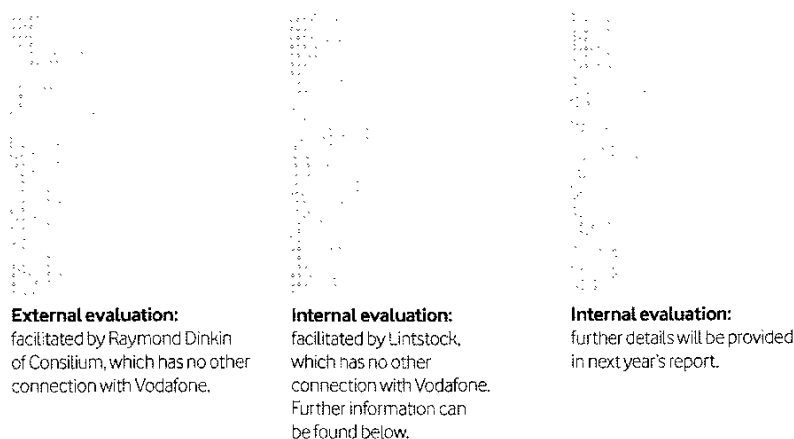 External evaluation:
facilitated by Raymond Dinkin
of Consilium, which has no other
connection with Vodafone.
Internal evaluation:
facilitated by Lintstock,
which has no other
connection with Vodafone.
Further information can
be found below.
Internal evaluation:
further details will be provided
in next year's report.